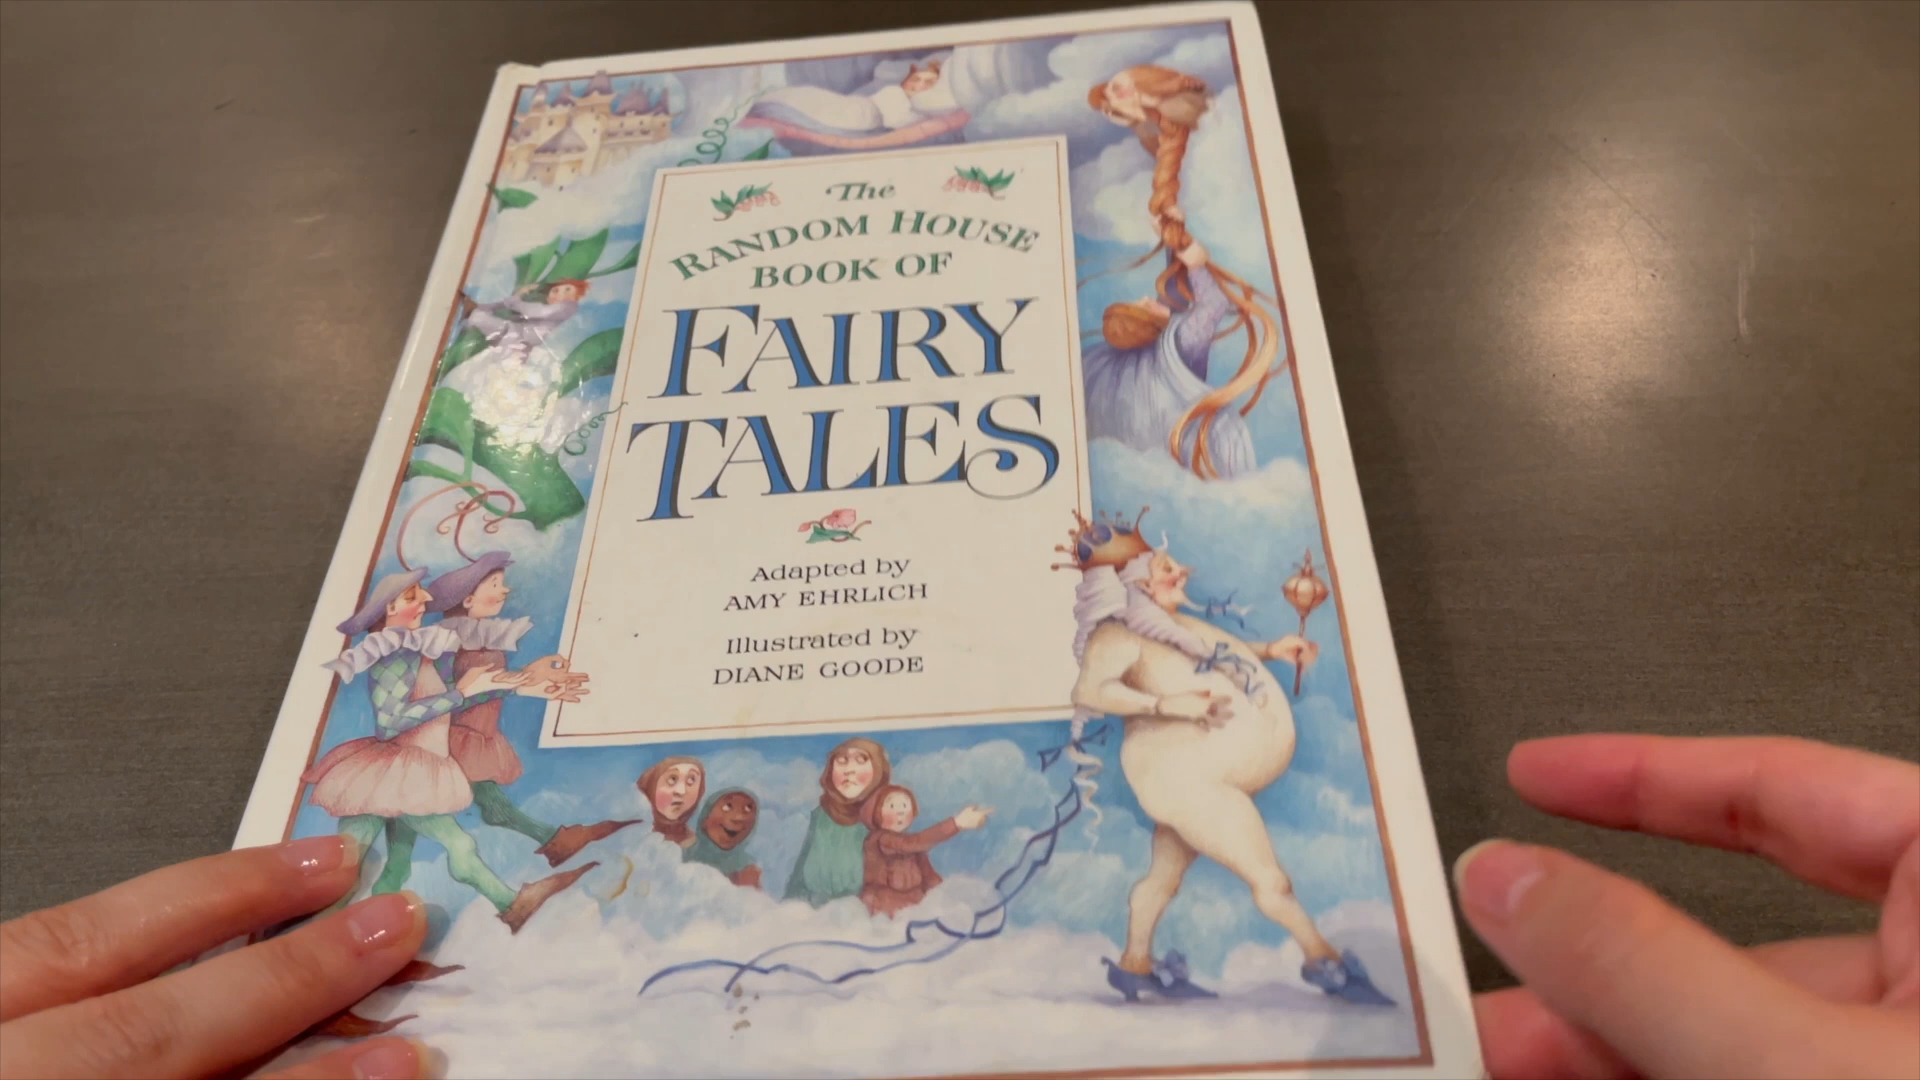 The
RANDOM HOUSE
BOOK OF
FAIRY
TALES
Adapted by
AMY EHRLICH
Illustrated by
DIANE GOODE